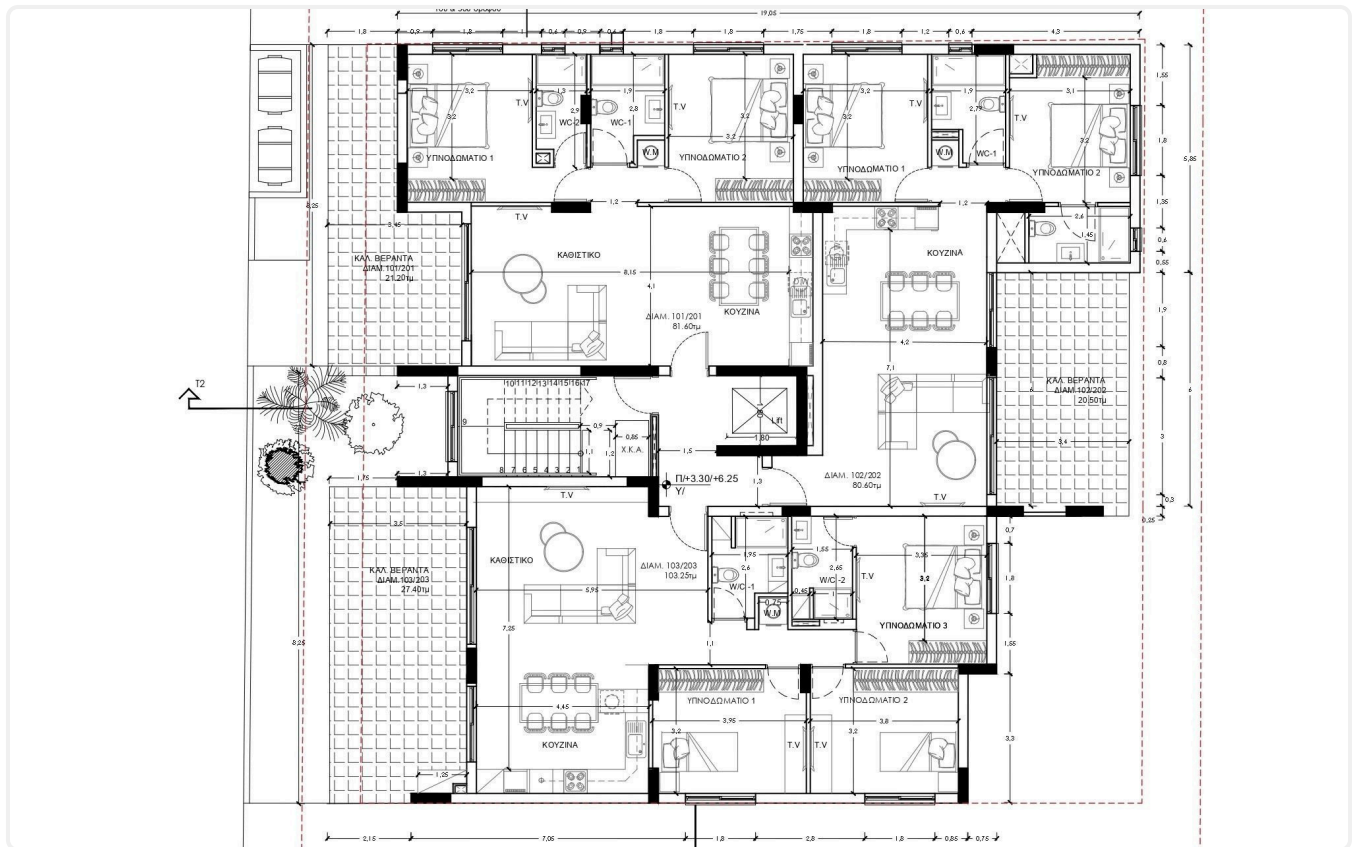 19,05
1,8 0,9 1,8 1,2 0,6 0,9 0,6 1,8 1,8 1,75 1,8 1,2 0,6 4,3
3,2 1,3 1,9 3,2 1,9 3,1
T.V
2,9
2,8
T.V
T.V
2,79
T.V
1,55
3,2
WC-2
WC-1
3,2
3,2
WC-1
3,2
1,8
5,85
ΥΠΝΟΔΩΜΑΤΙΟ 1
W.M
ΥΠΝΟΔΩΜΑΤΙΟ 2
ΥΠΝΟΔΩΜΑΤΙΟ 1
W.M
ΥΠΝΟΔΩΜΑΤΙΟ 2
8,25
T.V
1,2
1,2
1,35
3,45
2,6
1,45
0,6
0,55
ΚΑΛ. ΒΕΡΑΝΤΑ
ΔΙΑΜ. 101/201
21.20τμ
ΚΑΘΙΣΤΙΚΟ
8,15
4,1
ΚΟΥΖΙΝΑ
ΚΟΥΖΙΝΑ
ΔΙΑΜ. 101/201
81.60τμ
4,2
7,1
1,9
0,8
6
6
ΚΑΛ. ΒΕΡΑΝΤΑ
ΔΙΑΜ. 102/202
20.50τμ
3,4
3
T2
1,3
10 11 12 13 14 15 16 17
9
0,9
0,85
Χ.Κ.Α.
1,1
1,2
8 7 6 5 4 3 2 1
1,3
Lift
1,80
1,5
1,3
Π/+3.30/+6.25
Υ/
ΔΙΑΜ. 102/202
80.60τμ
T.V
0,3
0,25
1,75
3,5
T.V
ΚΑΛ. ΒΕΡΑΝΤΑ
ΔΙΑΜ.103/203
27.40τμ
ΚΑΘΙΣΤΙΚΟ
5,95
7,25
ΔΙΑΜ. 103/203
103.25τμ
1,95
2,6
W/C -1
0,75
W.M
1,55
2,65
W/C -2
0,45
T.V
3,35
3,2
ΥΠΝΟΔΩΜΑΤΙΟ 3
0,7
1,8
1,55
8,25
1,1
4,45
ΚΟΥΖΙΝΑ
ΥΠΝΟΔΩΜΑΤΙΟ 1
3,95
3,2
T.V
T.V
ΥΠΝΟΔΩΜΑΤΙΟ 2
3,8
3,2
3,3
1,25
2,15 7,05 1,8 2,8 1,8 0,85 0,75